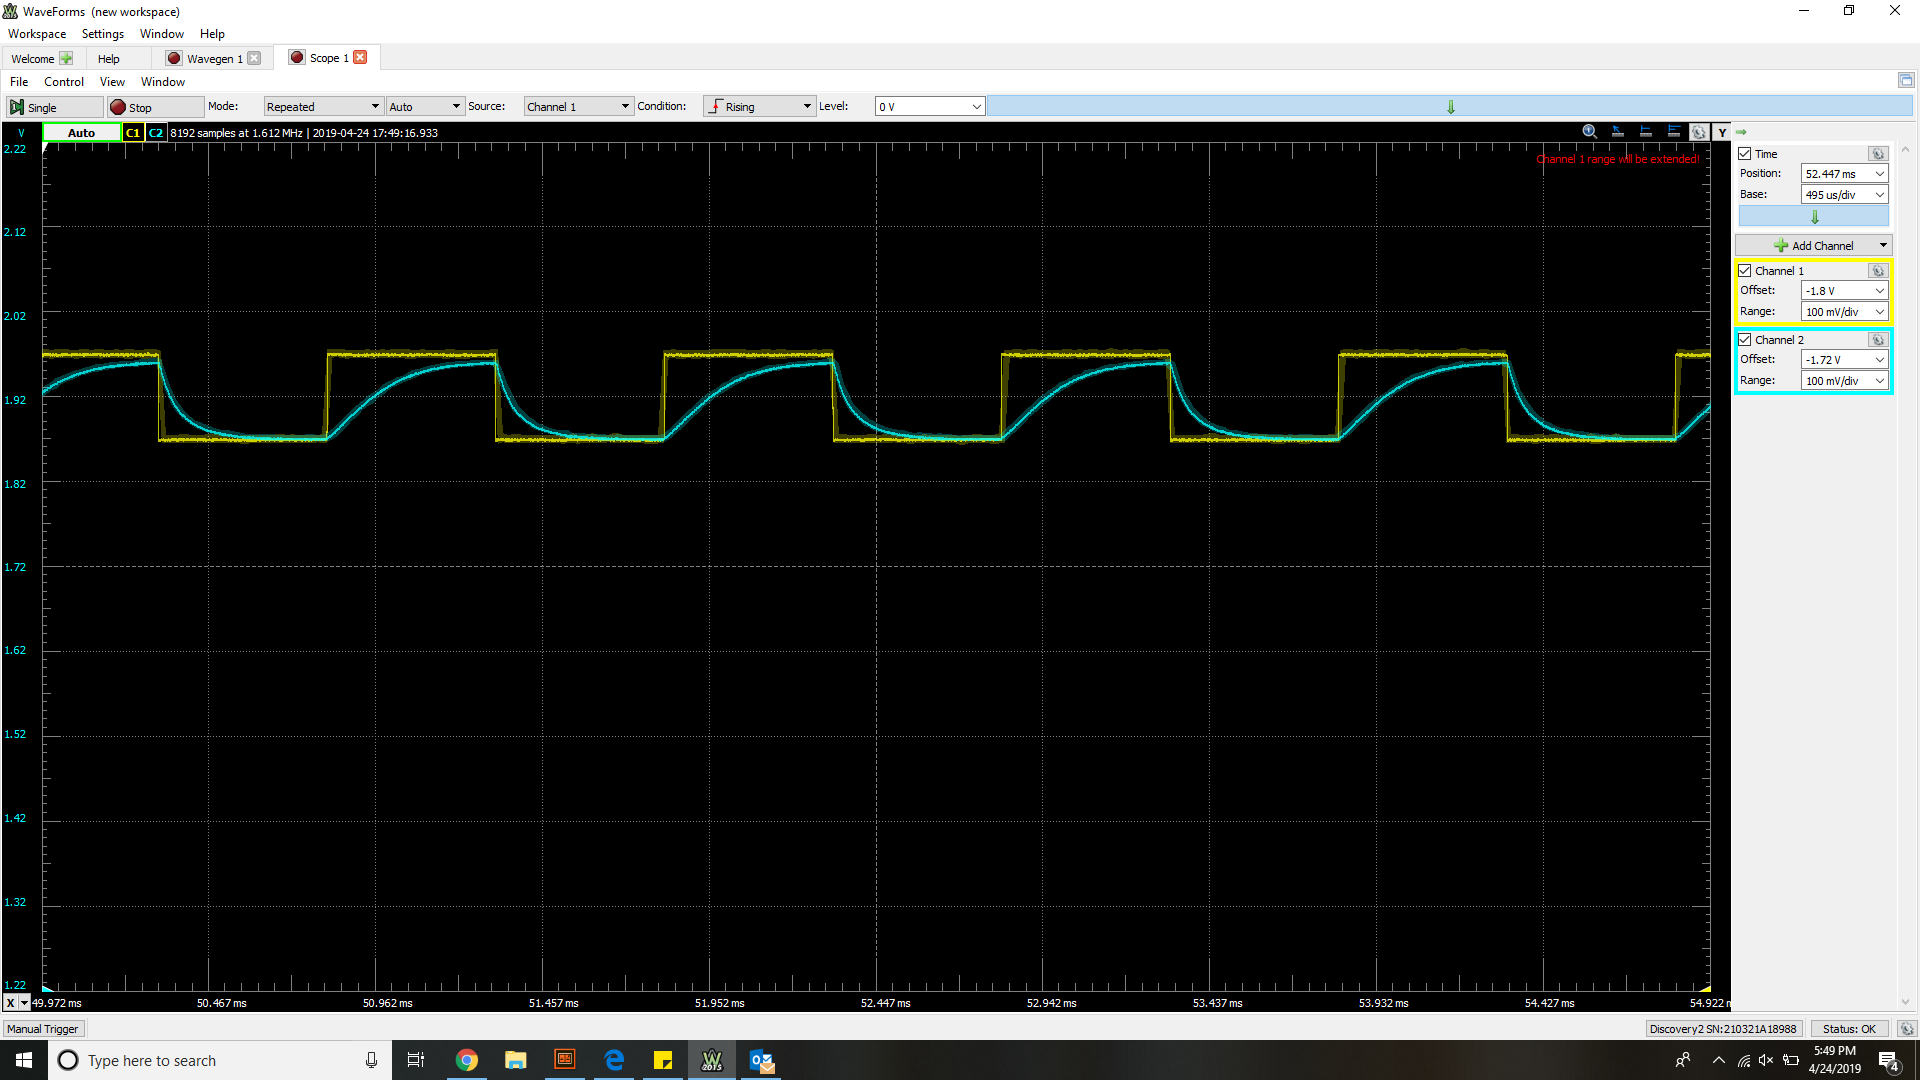 WaveForms (new workspace)
Workspace Settings Window Help
Welcome Help Wavegen 1 Scope 1
File Control View Window
Single Stop Mode: Repeated Auto Source: Channel 1 Condition: Rising Level: 0 V
V Auto C1 C2 8192 samples at 1.612 MHz | 2019-04-24 17:49:16.933 Y
Channel 1 range will be extended!
2.22
2.12
2.02
1.92
1.82
1.72
1.62
1.52
1.42
1.32
1.22
X 49.972 ms 50.467 ms 50.962 ms 51.457 ms 51.952 ms 52.447 ms 52.942 ms 53.437 ms 53.932 ms 54.427 ms 54.922 m
Time
Position: 52.447 ms
Base: 495 us/div
Add Channel
Channel 1
Offset: -1.8 V
Range: 100 mV/div
Channel 2
Offset: -1.72 V
Range: 100 mV/div
Manual Trigger Discovery2 SN:210321A18988 Status: OK
Type here to search
2015
5:49 PM
4/24/2019
4